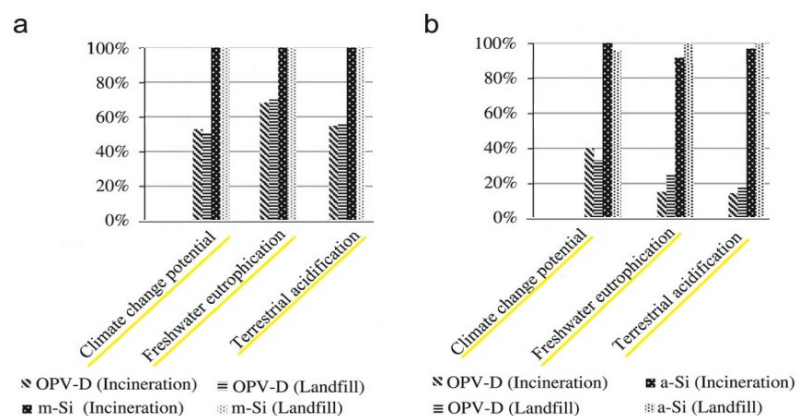 a
100%
80%
60%
40%
20%
0%
Climate change potential
Freshwater eutrophication
Terrestrial acidification
OPV-D (Incineration)
OPV-D (Landfill)
m-Si (Incineration)
m-Si (Landfill)
b
100%
80%
60%
40%
20%
0%
Climate change potential
Freshwater eutrophication
Terrestrial acidification
OPV-D (Incineration)
a-Si (Incineration)
OPV-D (Landfill)
a-Si (Landfill)